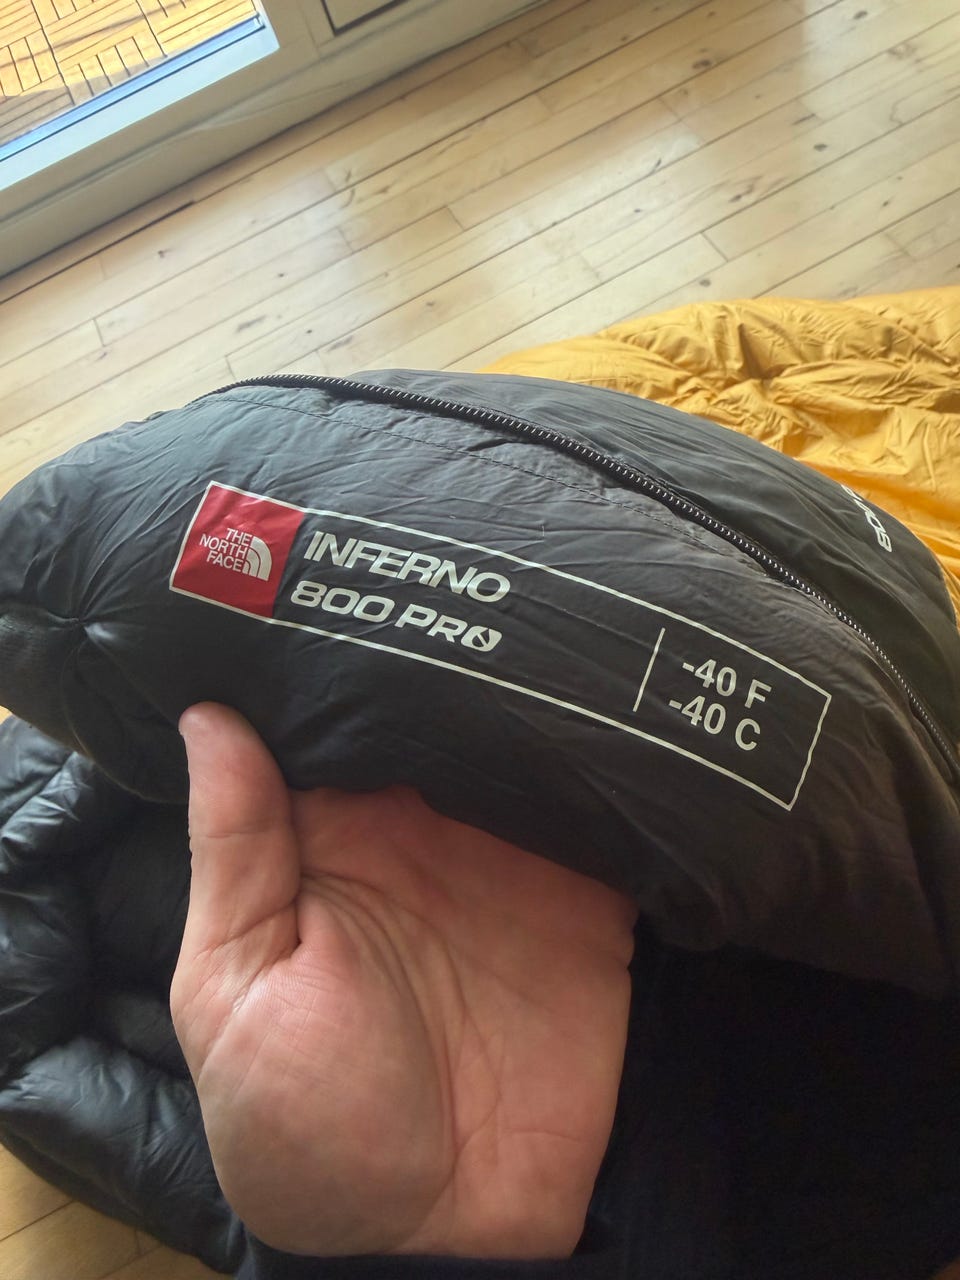 THE
NORTH
FACE
INFERNO
800 PRO
-40 F
-40 C